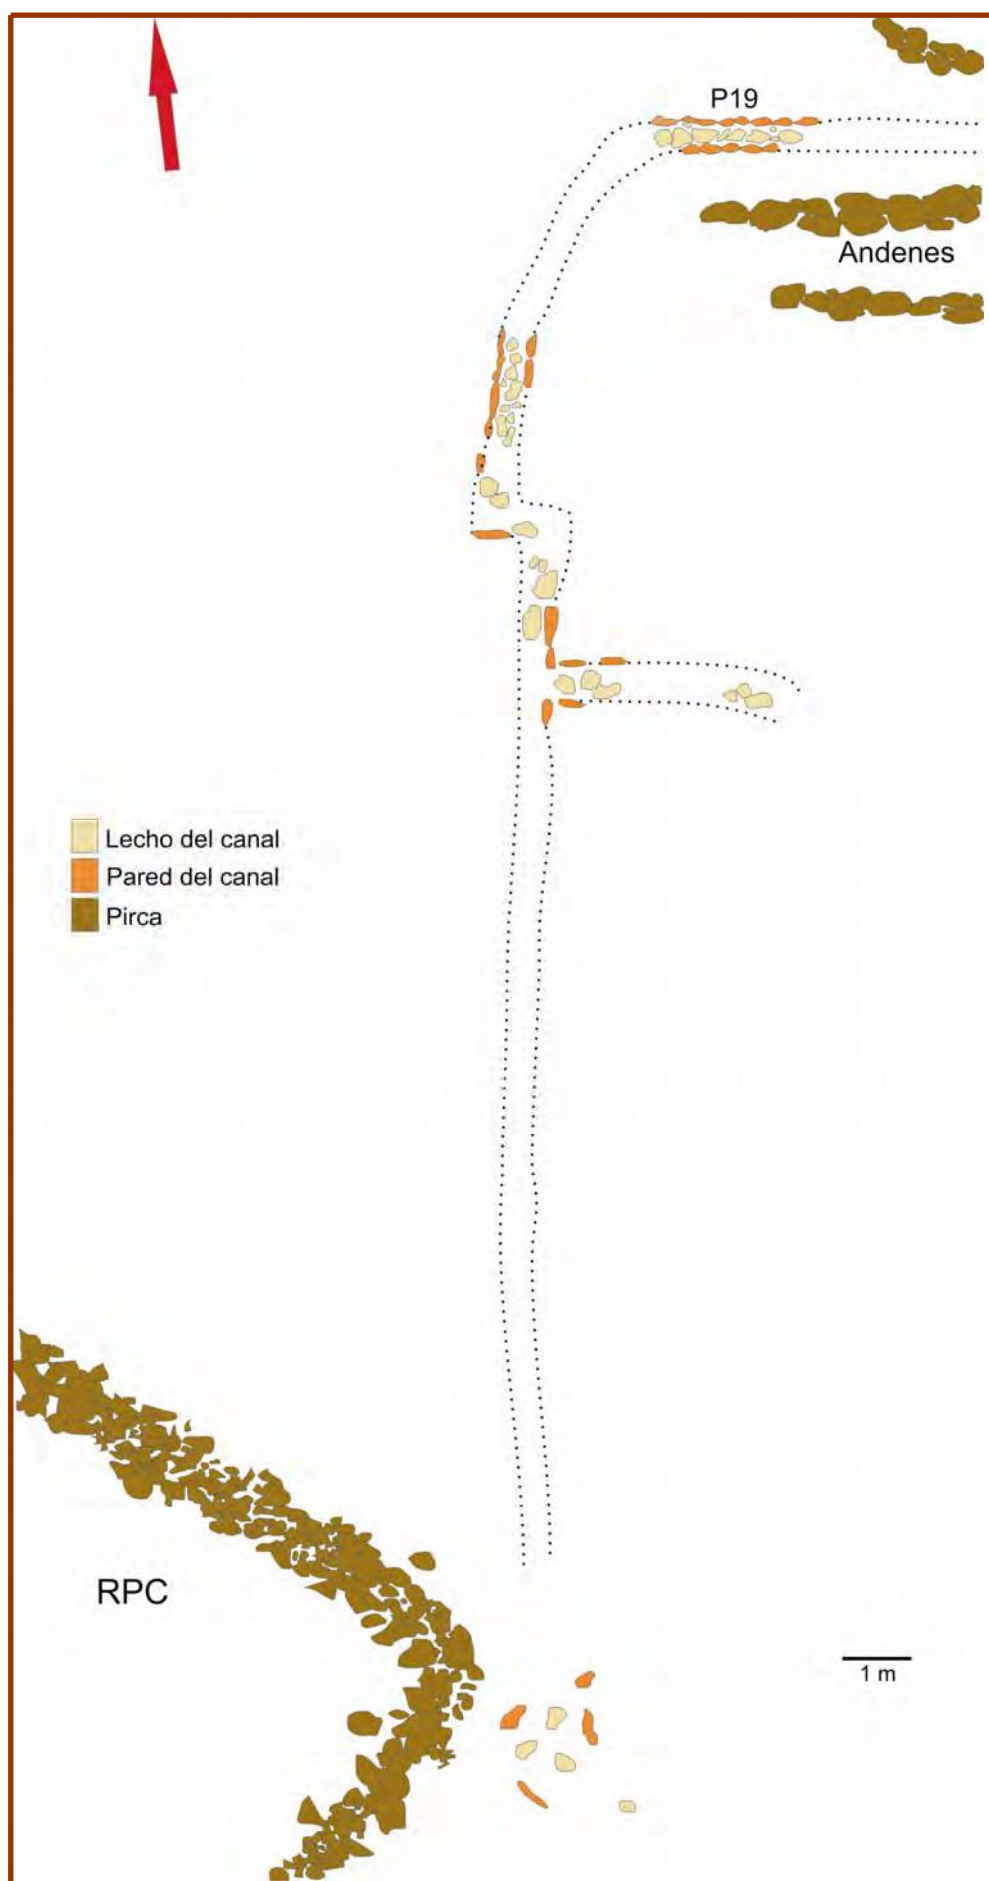 P19
Andenes
Lecho del canal
Pared del canal
Pirca
RPC
1 m